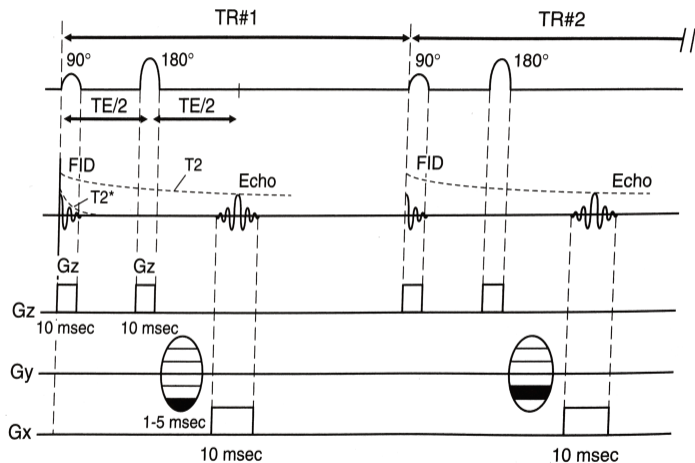 TR#1 TR#2
90° 180° 90° 180°
TE/2 TE/2
FID T2 Echo FID Echo
T2*
Gz Gz
Gz
10 msec 10 msec
Gy
1-5 msec
Gx
10 msec 10 msec